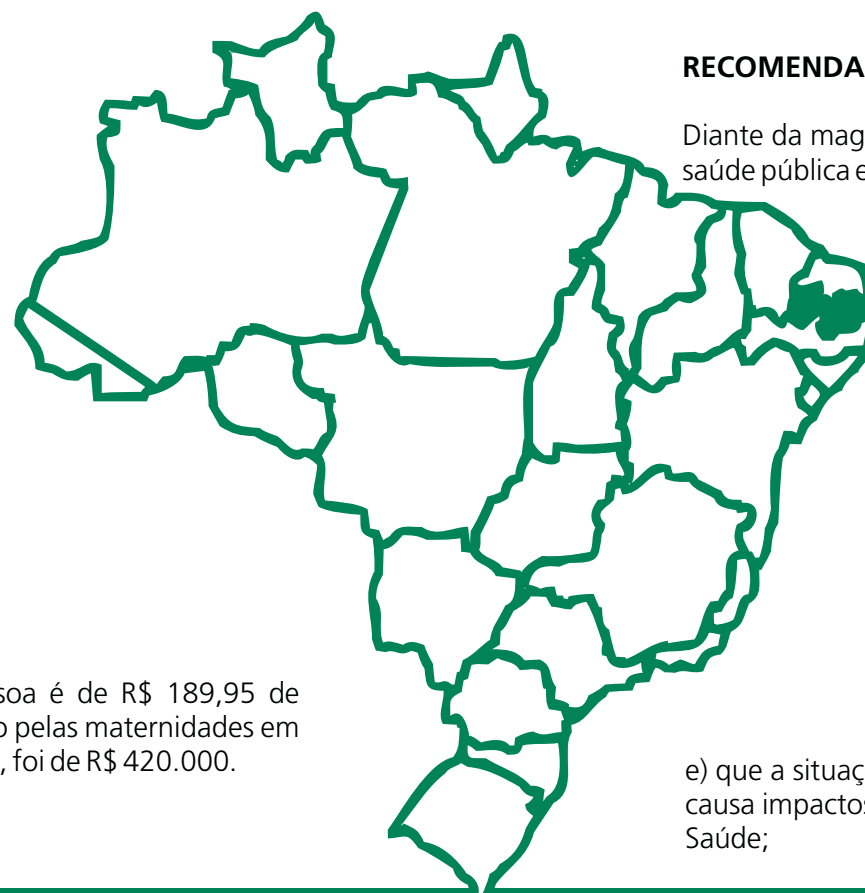 RECOMENDA
Diante da mag
saúde pública e
soa é de R$ 189,95 de
o pelas maternidades em
, foi de R$ 420.000.
e) que a situaç
causa impactos
Saúde;